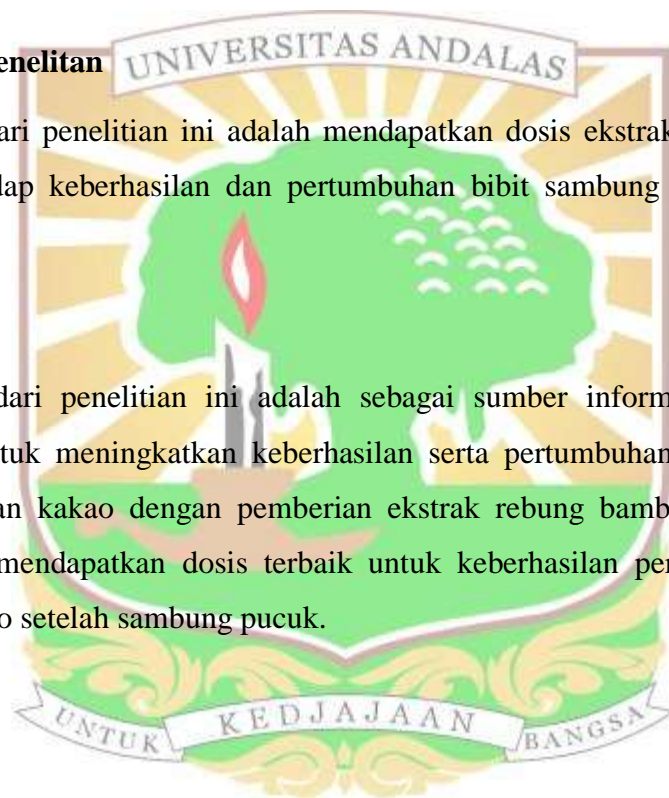 UNIVERSITAS ANDALAS
enelitan
ari penelitian ini adalah mendapatkan dosis ekstrak
dap keberhasilan dan pertumbuhan bibit sambung
dari penelitian ini adalah sebagai sumber inform
tuk meningkatkan keberhasilan serta pertumbuhan
an kakao dengan pemberian ekstrak rebung bamb
mendapatkan dosis terbaik untuk keberhasilan per
o setelah sambung pucuk.
UNTUK KEDJAJAAN BANGSA